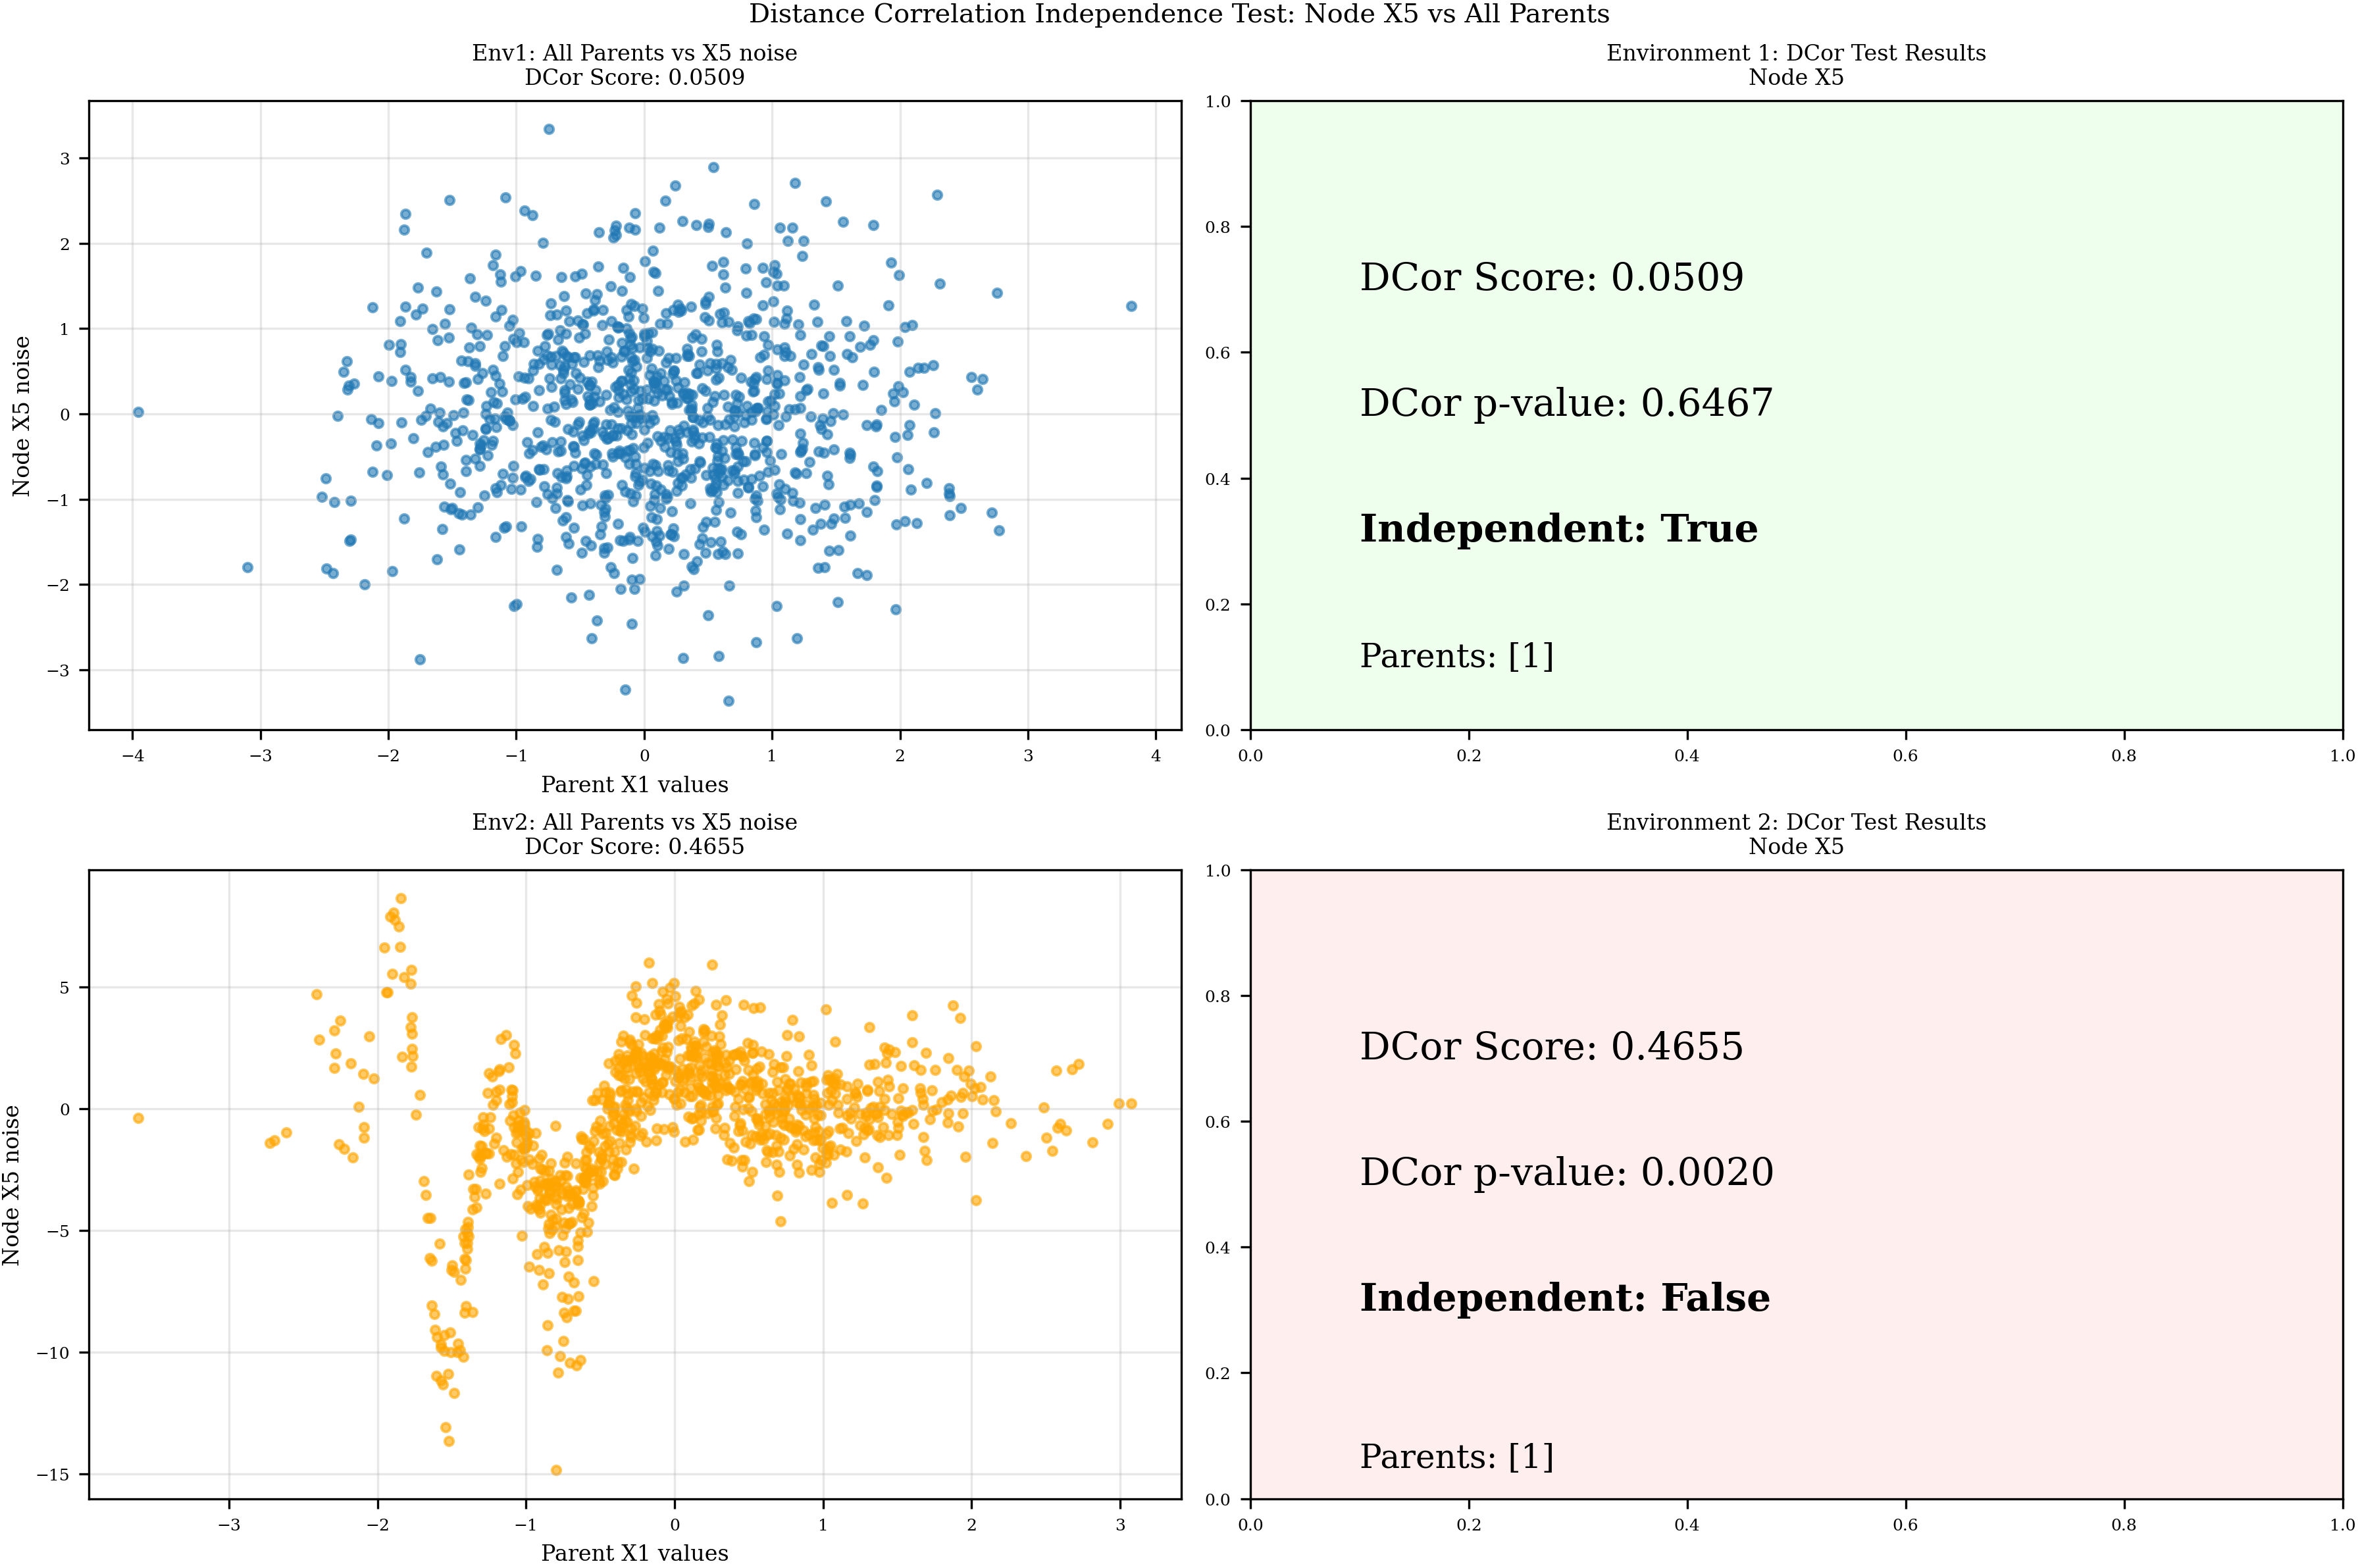 Distance Correlation Independence Test: Node X5 vs All Parents
Env1: All Parents vs X5 noise
DCor Score: 0.0509
Node X5 noise
3
2
1
0
−1
−2
−3
−4
−3
−2
−1
0
1
2
3
4
Parent X1 values
Environment 1: DCor Test Results
Node X5
1.0
0.8
0.6
0.4
0.2
0.0
DCor Score: 0.0509
DCor p-value: 0.6467
Independent: True
Parents: [1]
0.0
0.2
0.4
0.6
0.8
1.0
Env2: All Parents vs X5 noise
DCor Score: 0.4655
Node X5 noise
5
0
−5
−10
−15
−3
−2
−1
0
1
2
3
Parent X1 values
Environment 2: DCor Test Results
Node X5
1.0
0.8
0.6
0.4
0.2
0.0
DCor Score: 0.4655
DCor p-value: 0.0020
Independent: False
Parents: [1]
0.0
0.2
0.4
0.6
0.8
1.0